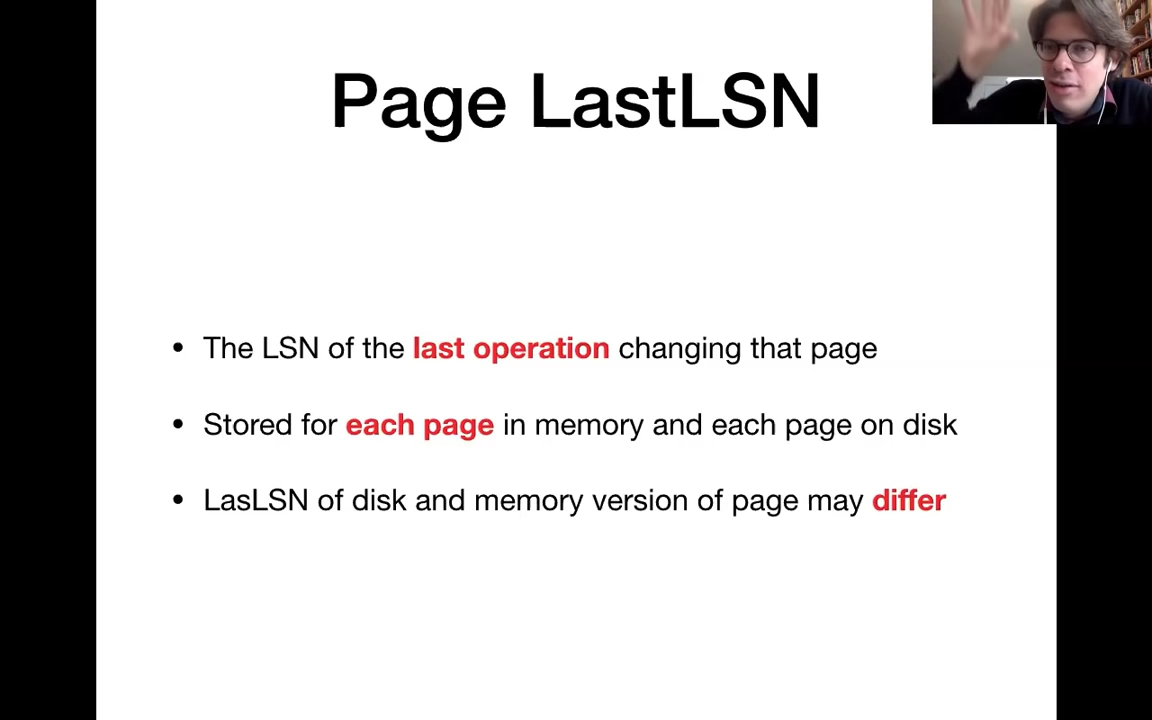 Page LastLSN
• The LSN of the last operation changing that page
• Stored for each page in memory and each page on disk
• LasLSN of disk and memory version of page may differ